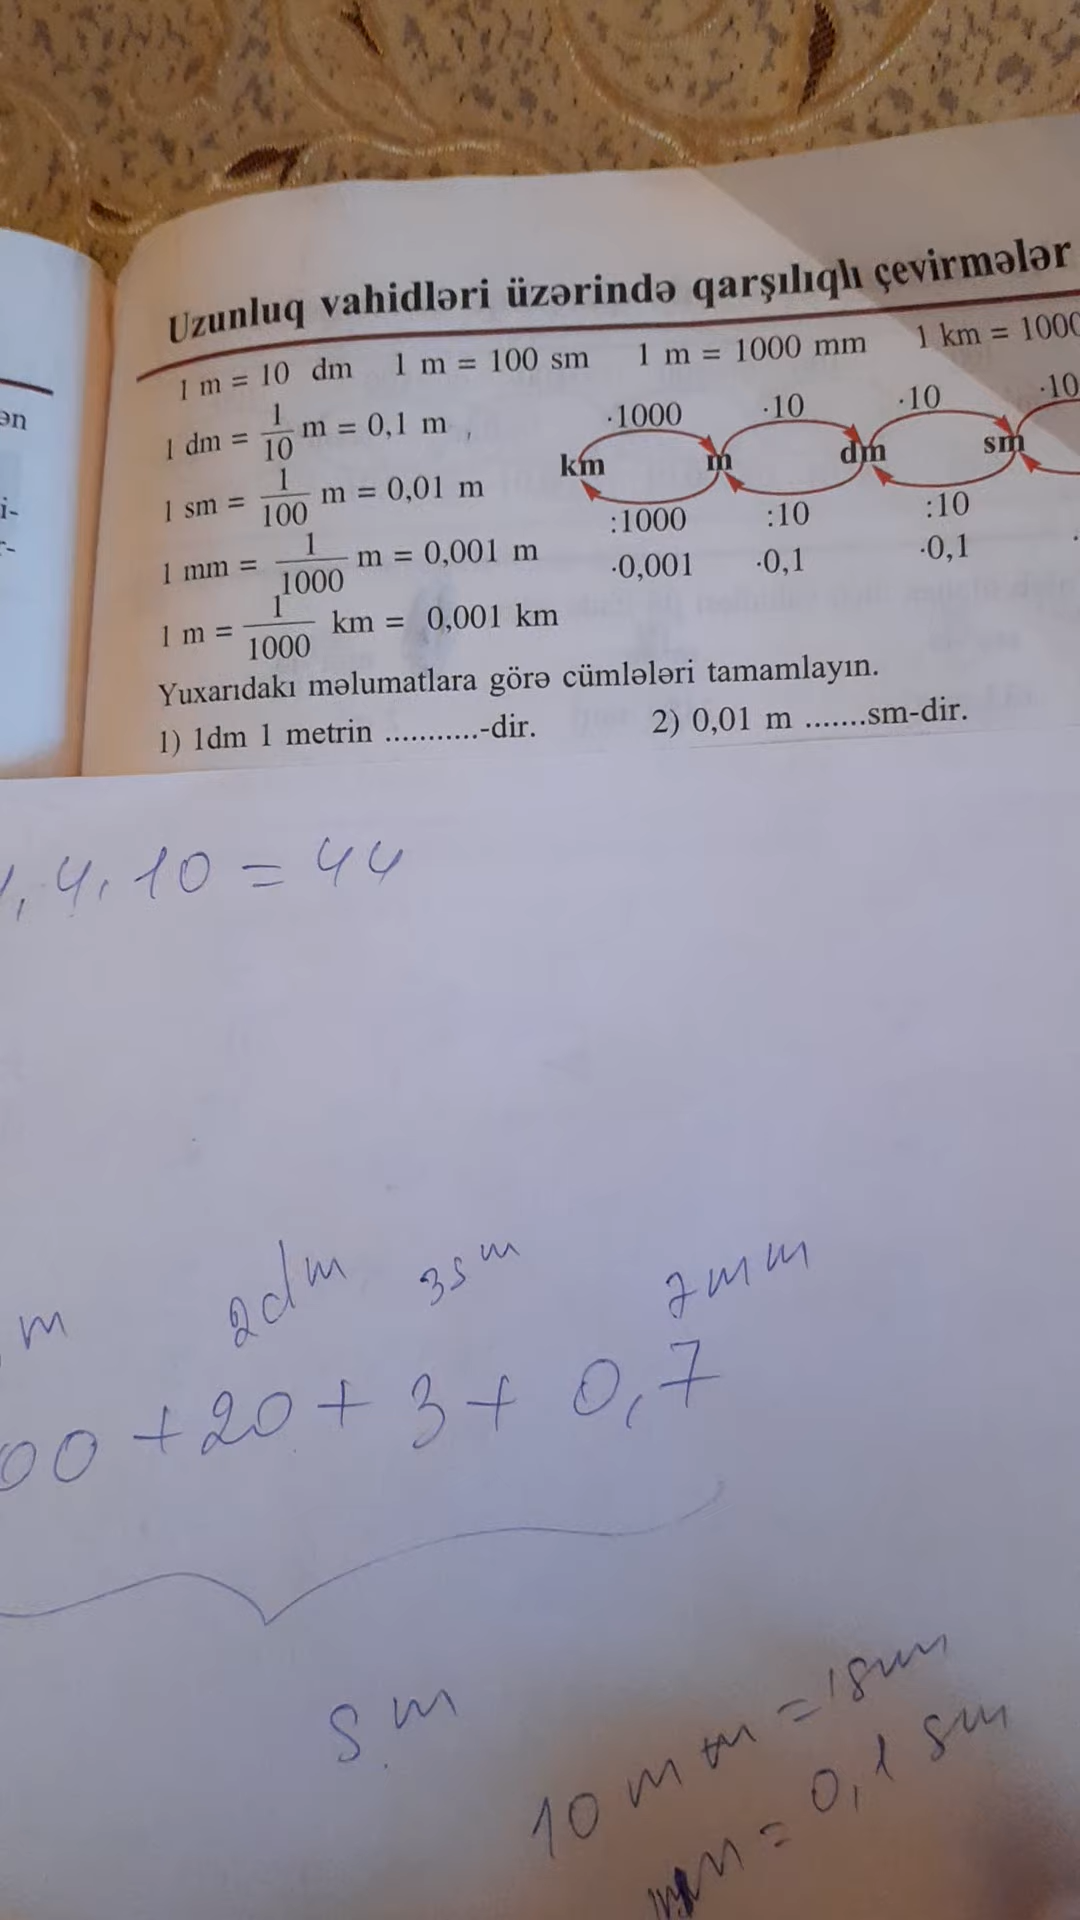 Uzunluq vahidləri üzərində qarşılıqlı çevirmələr
1 m = 10 dm 1 m = 100 sm 1 m = 1000 mm 1 km = 1000
ən
1 dm = 1/10 m = 0,1 m
·1000 ·10 ·10 ·10
km m dm sm
1 sm = 1/100 m = 0,01 m
i-
:1000 :10 :10
1 mm = 1/1000 m = 0,001 m
·0,001 ·0,1 ·0,1
1 m = 1/1000 km = 0,001 km
Yuxarıdakı məlumatlara görə cümlələri tamamlayın.
1) 1dm 1 metrin ...........-dir. 2) 0,01 m .......sm-dir.
4,10 = 44
m 2dm 3sm 7mm
00 + 20 + 3 + 0,7
sm
10 mm = 1sm
= 0,1 sm